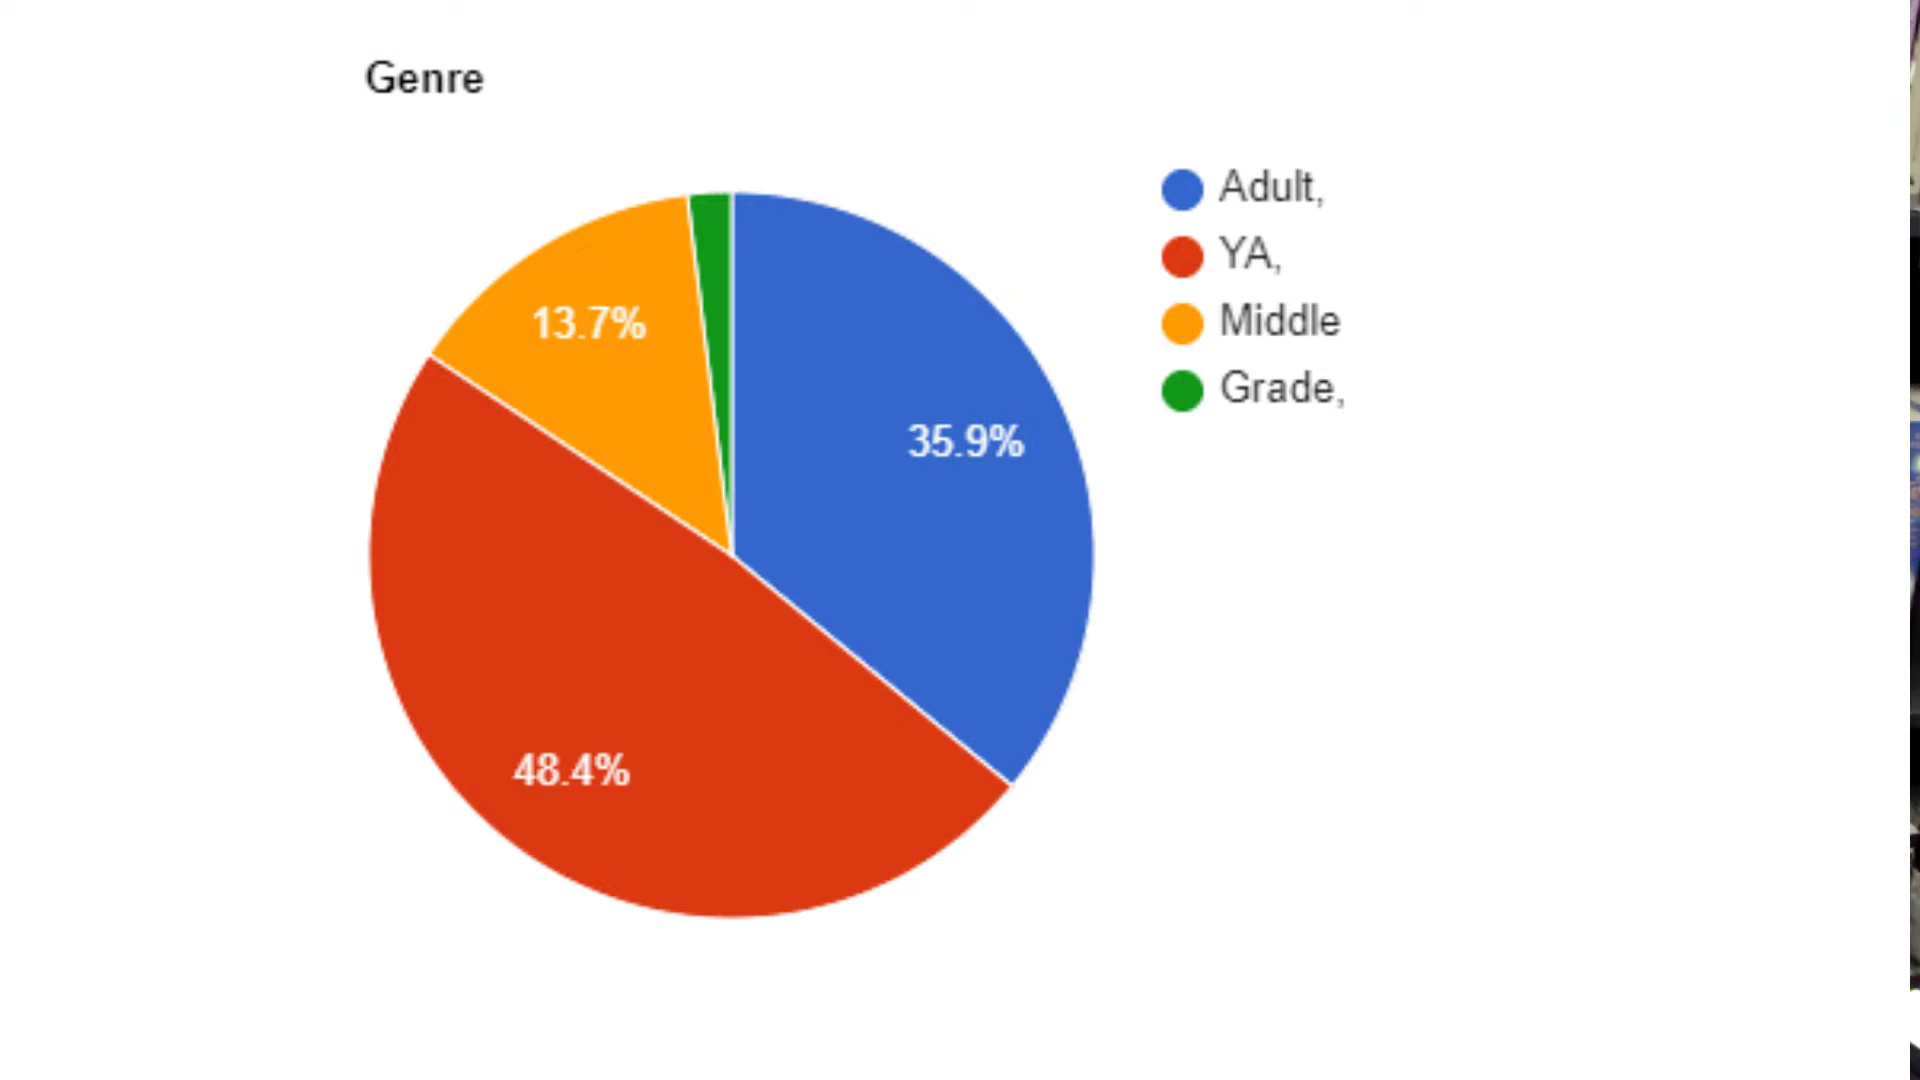 Genre
Adult,
YA,
Middle
Grade,
13.7%
35.9%
48.4%